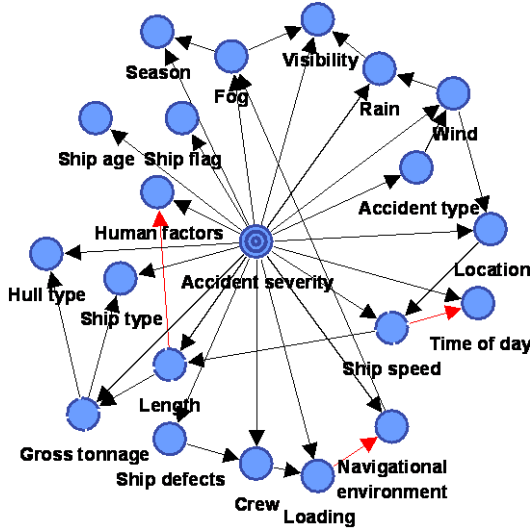 Season
Visibility
Fog
Rain
Wind
Ship age
Ship flag
Accident type
Human factors
Location
Accident severity
Hull type
Ship type
Time of day
Ship speed
Length
Gross tonnage
Ship defects
Navigational
environment
Crew
Loading